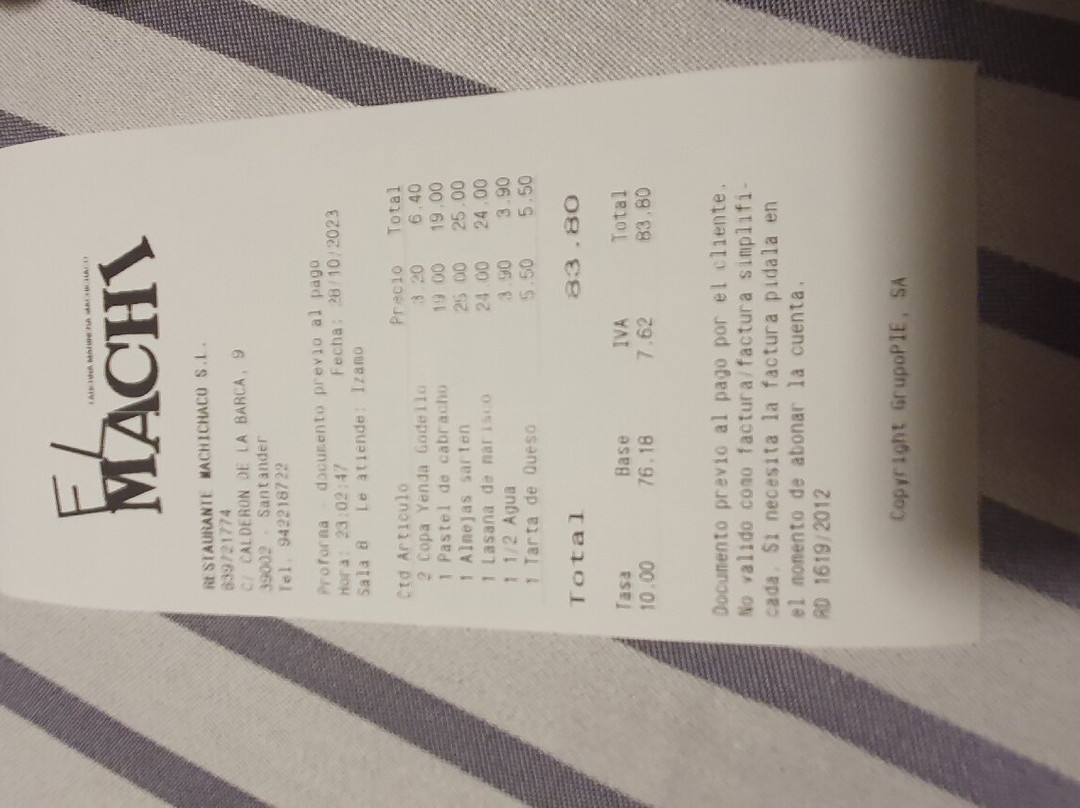 EL
MACHI
RESTAURANTE MACHICHACO S.L.
B39721774
C/ CALDERON DE LA BARCA, 9
39002 - Santander
Tel. 942218722
Proforma - documento previo al pago
Hora: 23:02:47 Fecha: 28/10/2023
Sala 8 Le atiende: Izamo
Ctd Articulo Precio Total
2 Copa Yenda Godello 3.20 6.40
1 Pastel de cabracho 19.00 19.00
1 Almejas sarten 25.00 25.00
1 Lasana de marisco 24.00 24.00
1 1/2 Agua 3.90 3.90
1 Tarta de Queso 5.50 5.50
Total 83.80
Tasa Base IVA Total
10.00 76.18 7.62 83.80
Documento previo al pago por el cliente.
No valido como factura/factura simplifi-
cada. Si necesita la factura pidala en
el momento de abonar la cuenta.
RD 1619/2012
Copyright GrupoPIE, SA